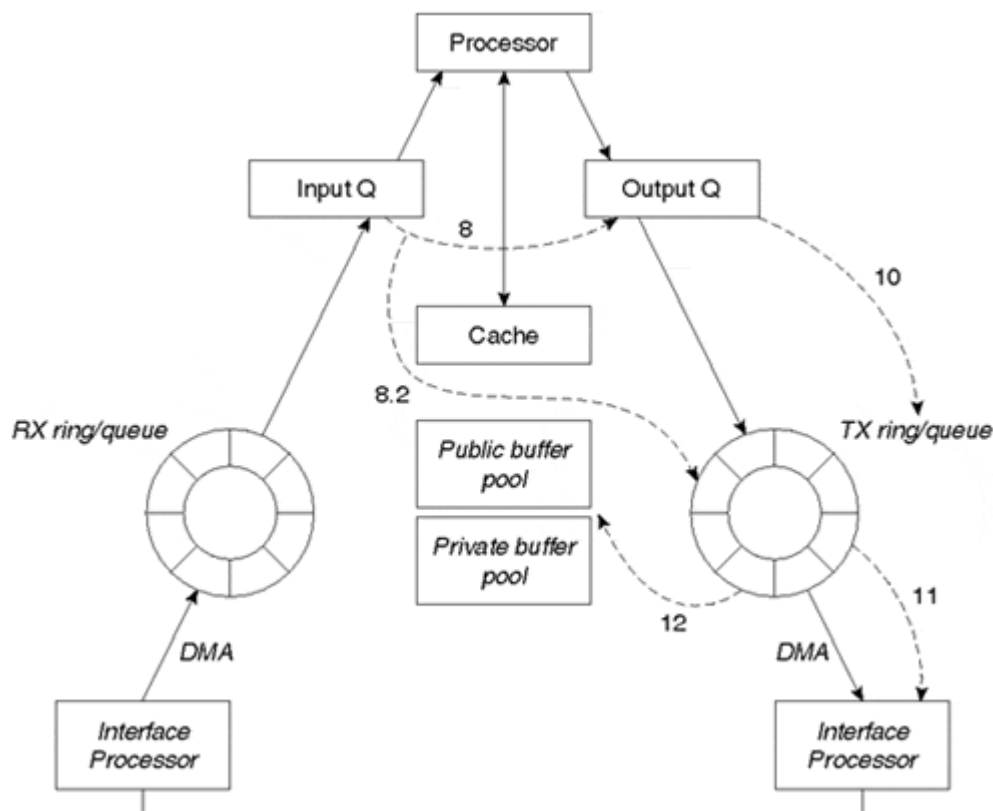 Processor
Input Q
Output Q
8
10
Cache
8.2
RX ring/queue
TX ring/queue
Public buffer
pool
Private buffer
pool
12
11
DMA
DMA
Interface
Processor
Interface
Processor